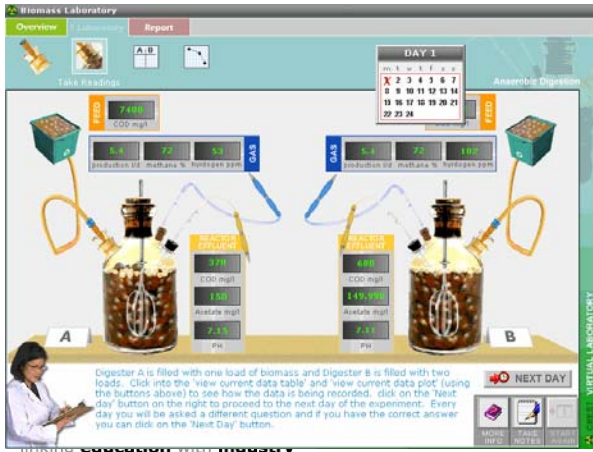 Biomass Laboratory
Overview
Laboratory
Report
Take Readings
A:B
DAY 1
m t w t f s s
X 2 3 4 5 6 7
8 9 10 11 12 13 14
15 16 17 18 19 20 21
22 23 24
Anaerobic Digestion
FEED
7400
COD mg/l
FEED
5.4
72
53
production l/d
methane %
hydrogen ppm
GAS
GAS
5.4
72
102
production l/d
methane %
hydrogen ppm
REACTOR EFFLUENT
378
COD mg/l
150
Acetate mg/l
7.15
PH
REACTOR EFFLUENT
600
COD mg/l
149.998
Acetate mg/l
7.11
PH
A
B
Digester A is filled with one load of biomass and Digester B is filled with two
loads. Click into the 'view current data table' and 'view current data plot' (using
the buttons above) to see how the data is being recorded. click on the 'Next
day' button on the right to proceed to the next day of the experiment. Every
day you will be asked a different question and if you have the correct answer
you can click on the 'Next Day' button.
NEXT DAY
MORE INFO
TAKE NOTES
START AGAIN
VIRTUAL LABORATORY
linking education with industry